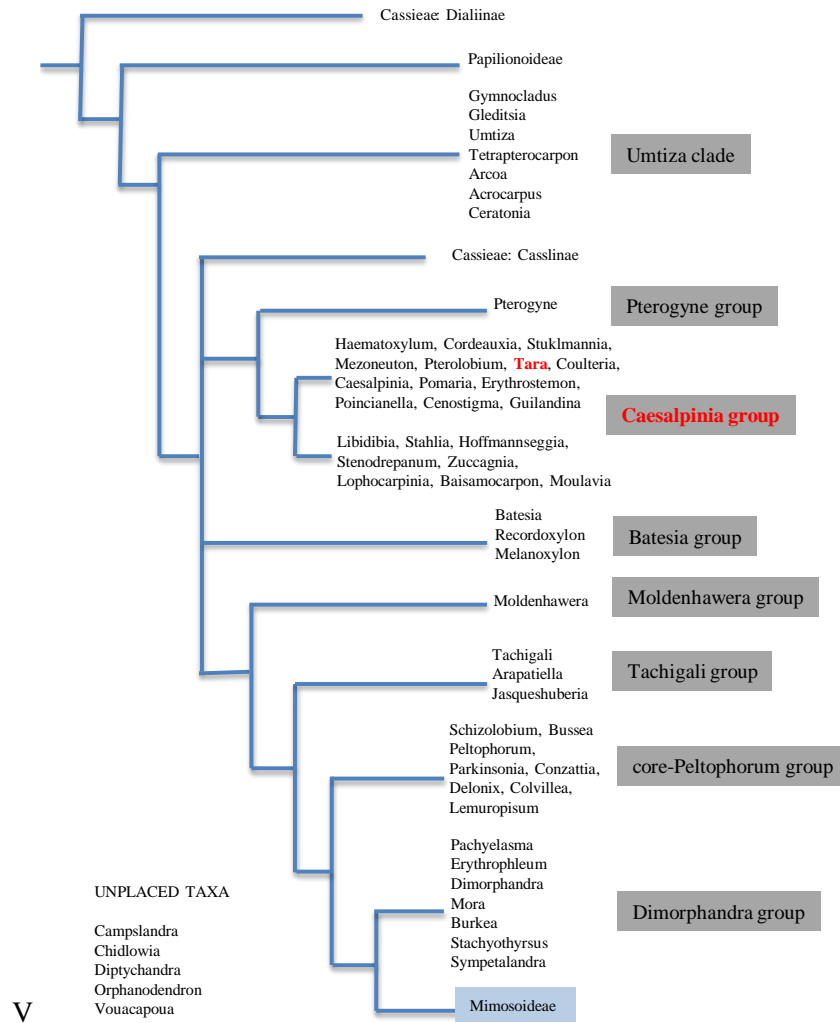 Cassieae: Dialiinae
Papilionoideae
Gymnocladus
Gleditsia
Umtiza
Tetrapterocarpon
Arcoa
Acrocarpus
Ceratonia
Umtiza clade
Cassieae: Casslinae
Pterogyne
Pterogyne group
Haematoxylum, Cordeauxia, Stuklmannia,
Mezoneuton, Pterolobium, Tara, Coulteria,
Caesalpinia, Pomaria, Erythrostemon,
Poincianella, Cenostigma, Guilandina
Caesalpinia group
Libidibia, Stahlia, Hoffmannseggia,
Stenodrepanum, Zuccagnia,
Lophocarpinia, Baisamocarpon, Moulavia
Batesia
Recordoxylon
Melanoxylon
Batesia group
Moldenhawera
Moldenhawera group
Tachigali
Arapatiella
Jasqueshuberia
Tachigali group
Schizolobium, Bussea
Peltophorum,
Parkinsonia, Conzattia,
Delonix, Colvillea,
Lemuropisum
core-Peltophorum group
Pachyelasma
Erythrophleum
Dimorphandra
Mora
Burkea
Stachyothyrsus
Sympetalandra
Dimorphandra group
Mimosoideae
UNPLACED TAXA
Campslandra
Chidlowia
Diptychandra
Orphanodendron
Vouacapoua
V